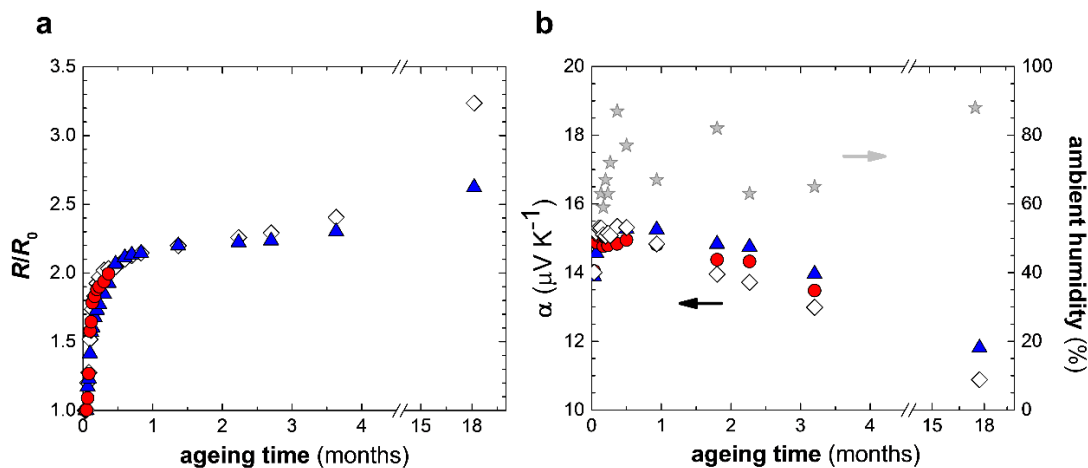 a
3.5
3.0
2.5
2.0
1.5
1.0
R/R0
0 1 2 3 4 18
ageing time (months)
b
20
18
16
14
12
10
α (μV K⁻¹)
100
80
60
40
20
0
ambient humidity (%)
0 1 2 3 4 15 18
ageing time (months)